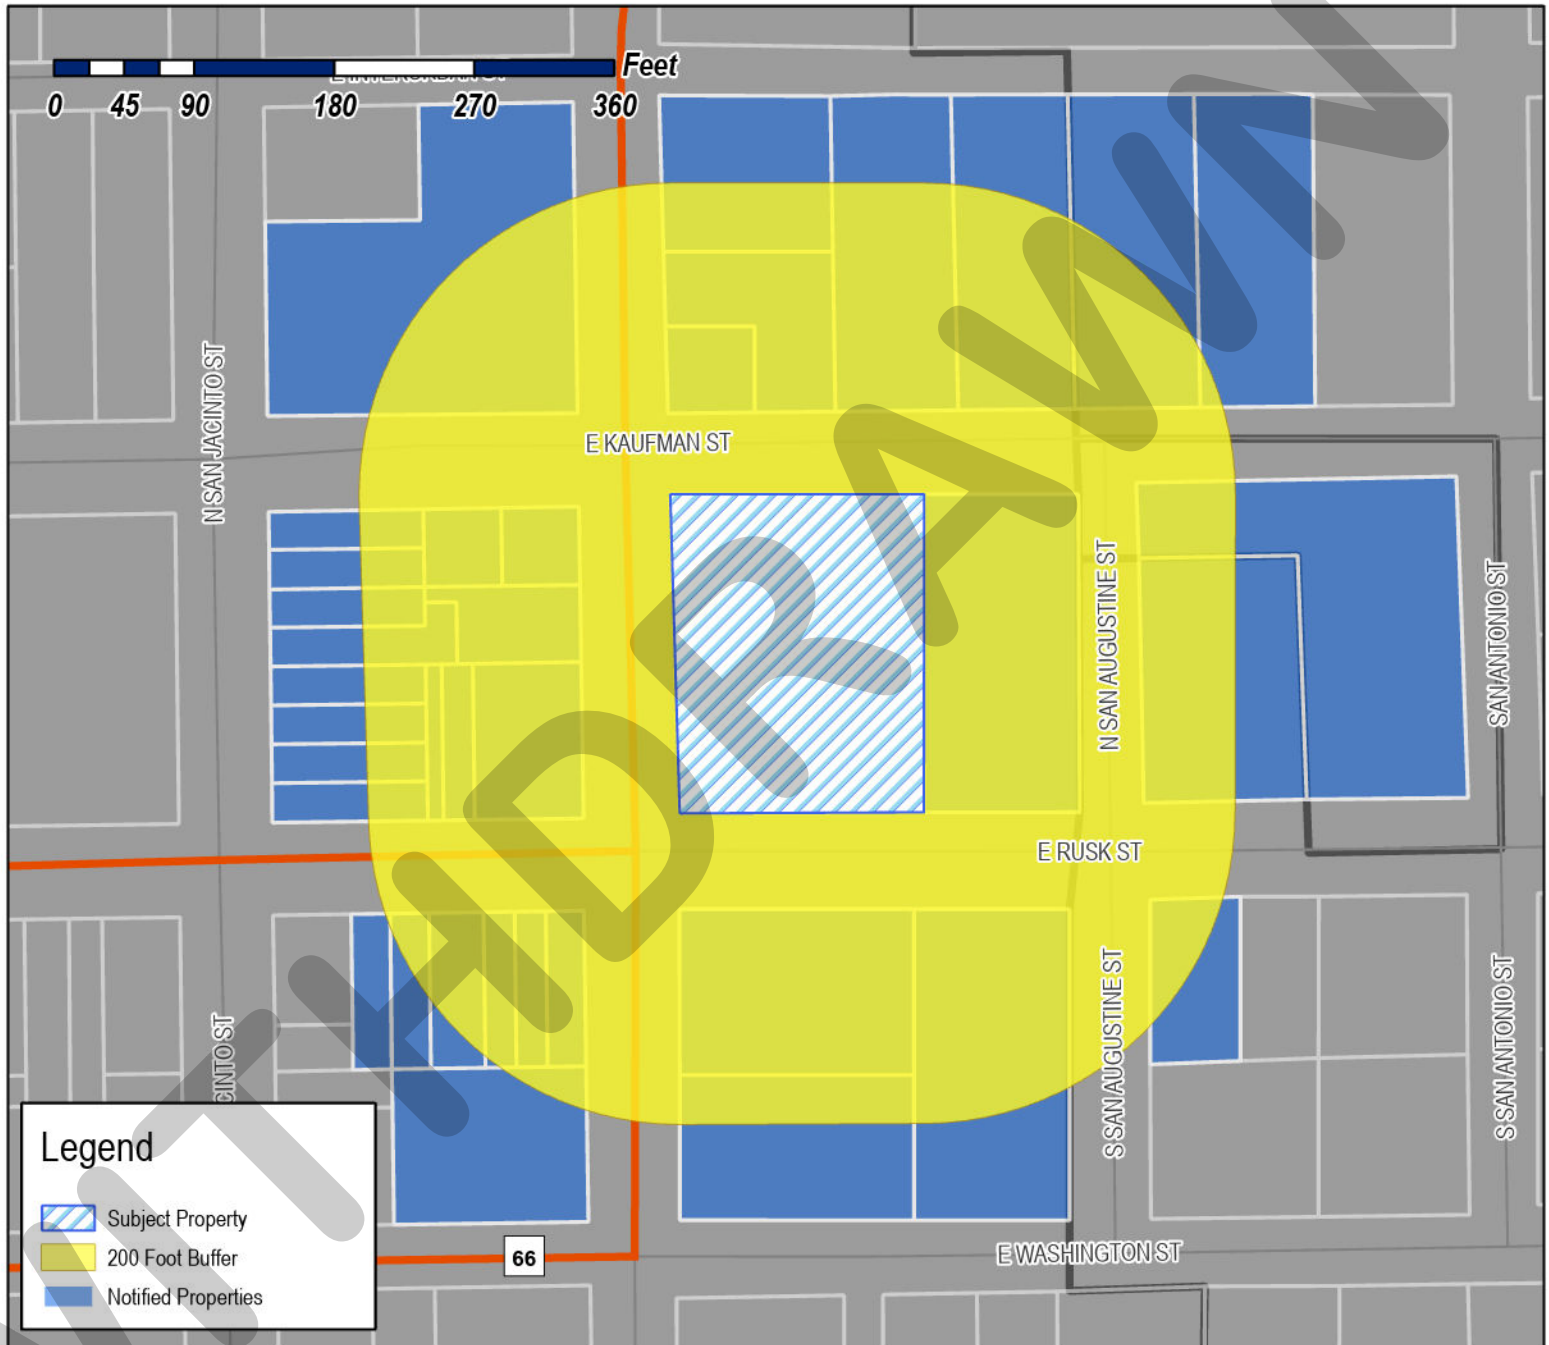 Feet
0 45 90 180 270 360
N SAN JACINTO ST
E KAUFMAN ST
N SAN AUGUSTINE ST
SAN ANTONIO ST
E RUSK ST
S SAN AUGUSTINE ST
S SAN ANTONIO ST
CINTO ST
E WASHINGTON ST
66
Legend
Subject Property
200 Foot Buffer
Notified Properties
ITHDRAWN